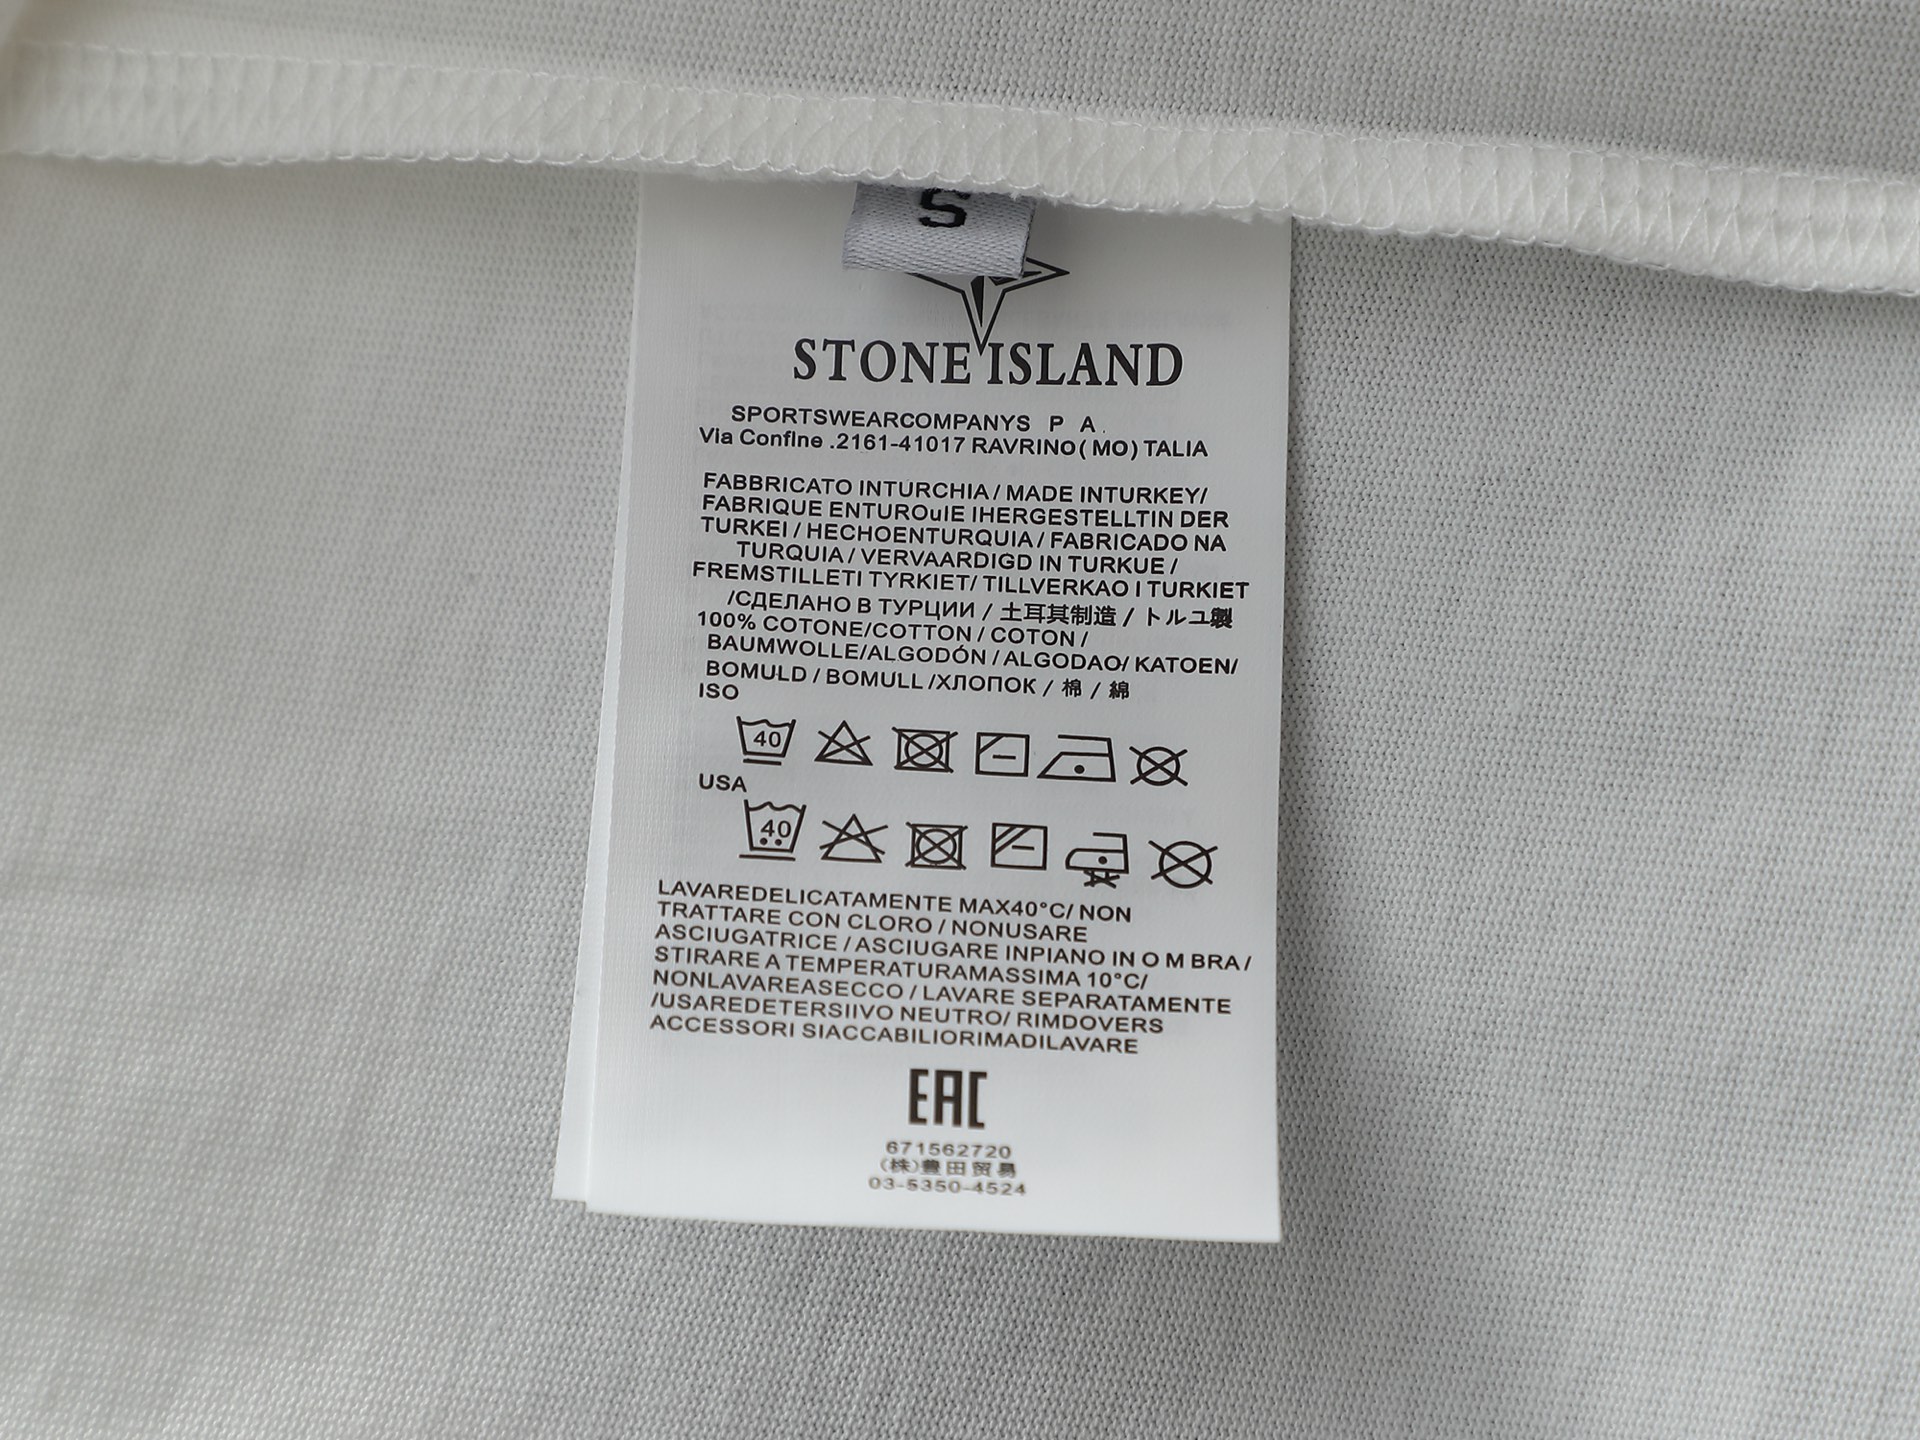 S
STONE ISLAND
SPORTSWEARCOMPANYS P A.
Via Confine .2161-41017 RAVRINO(MO) TALIA
FABBRICATO INTURCHIA / MADE INTURKEY/
FABRIQUE ENTUROuIE IHERGESTELLTIN DER
TURKEI / HECHOENTURQUIA / FABRICADO NA
TURQUIA / VERVAARDIGD IN TURKUE /
FREMSTILLETI TYRKIET/ TILLVERKAO I TURKIET
/СДЕЛАНО В ТУРЦИИ / 土耳其制造 / トルユ製
100% COTONE/COTTON / COTON /
BAUMWOLLE/ALGODÓN / ALGODAO/ KATOEN/
BOMULD / BOMULL /ХЛОПОК / 棉 / 綿
ISO
40
USA
40
LAVAREDELICATAMENTE MAX40°C/ NON
TRATTARE CON CLORO / NONUSARE
ASCIUGATRICE / ASCIUGARE INPIANO IN O M BRA /
STIRARE A TEMPERATURAMASSIMA 10°C/
NONLAVAREASECCO / LAVARE SEPARATAMENTE
/USAREDETERSIIVO NEUTRO/ RIMDOVERS
ACCESSORI SIACCABILIORIMADILAVARE
EAC
671562720
(株)豊田贸易
03-5350-4524